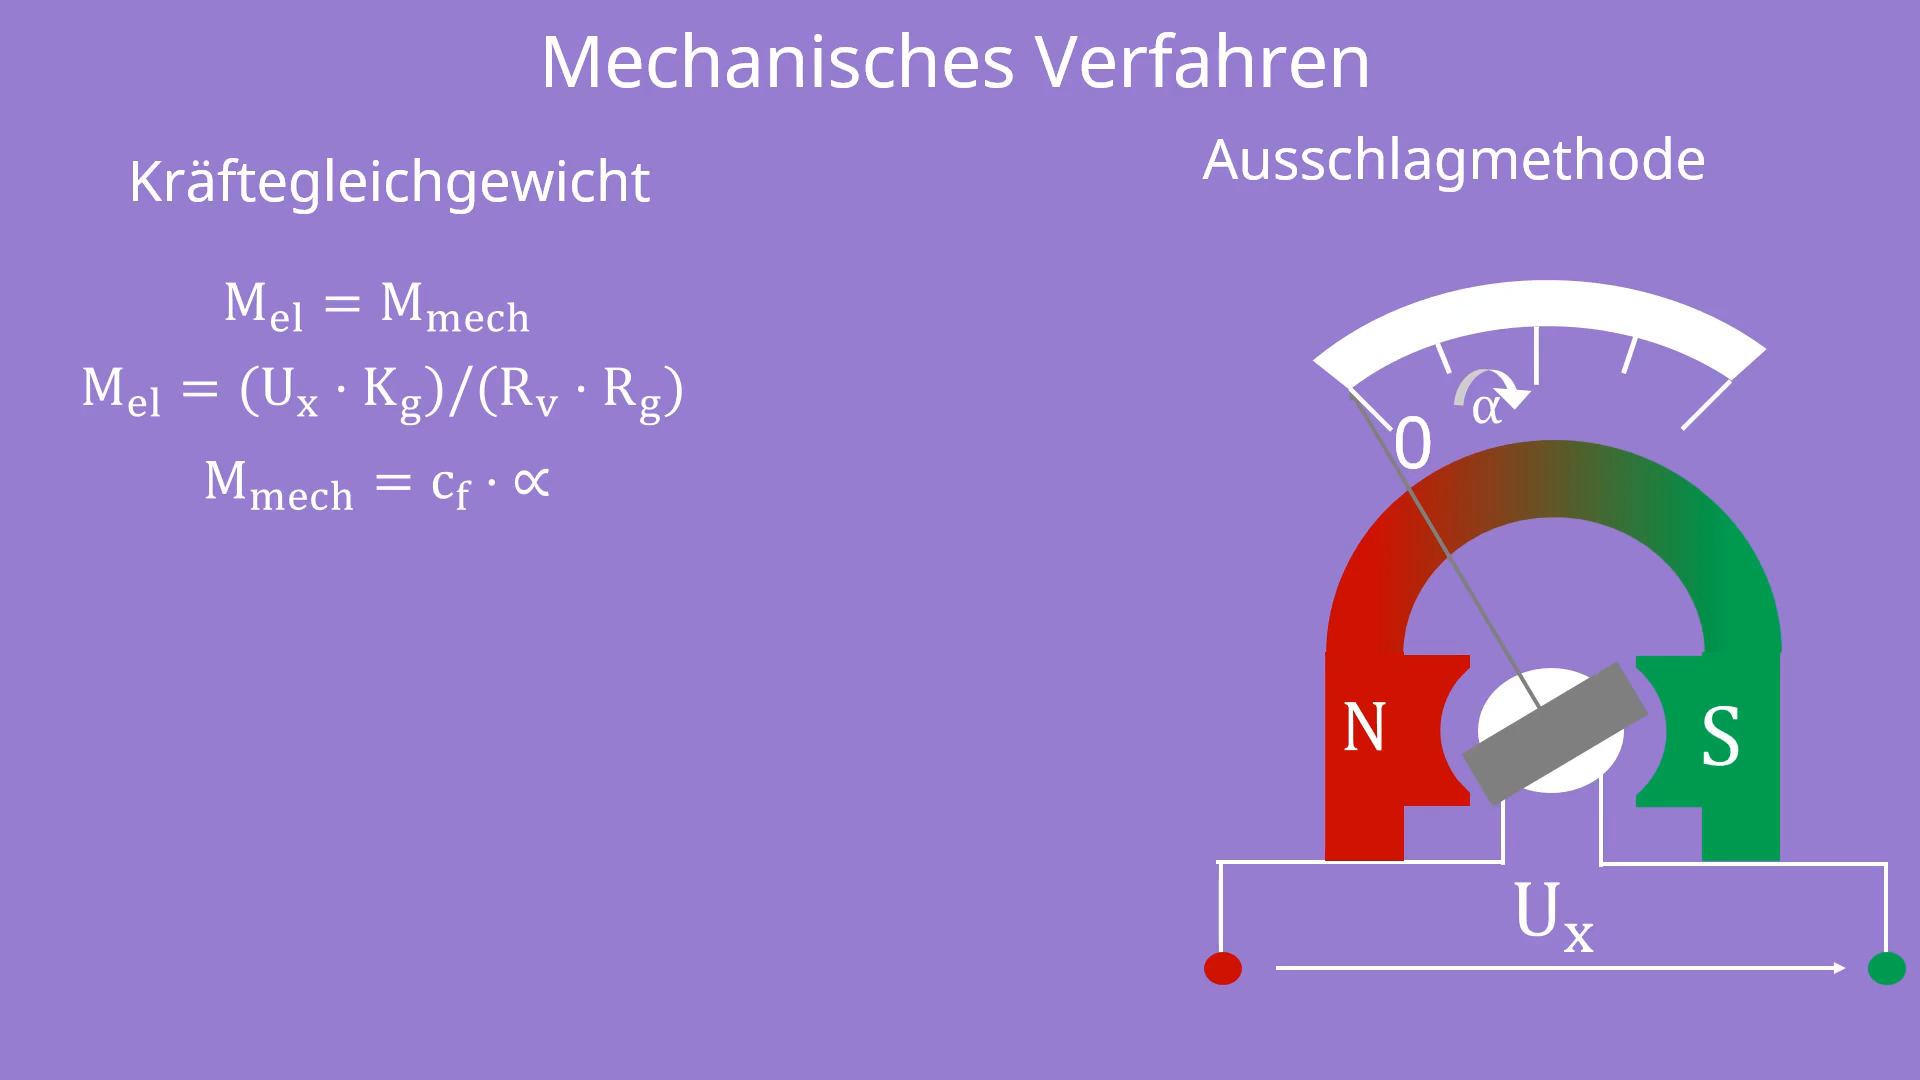 Mechanisches Verfahren
Kräftegleichgewicht
M_el = M_mech
M_el = (U_x · K_g)/(R_v · R_g)
M_mech = c_f · ∝
Ausschlagmethode
α
0
N
S
U_x